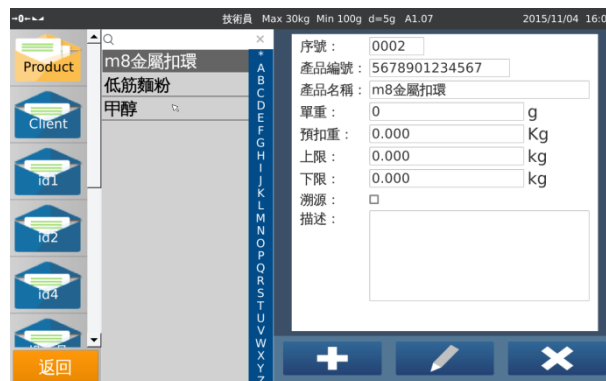 →0← 技術員 Max 30kg Min 100g d=5g A1.07 2015/11/04 16:0
Product
Client
id1
id2
id4
返回
m8金屬扣環
低筋麵粉
甲醇
*
A
B
C
D
E
F
G
H
I
J
K
L
M
N
O
P
Q
R
S
T
U
V
W
X
Y
Z
序號： 0002
產品編號： 5678901234567
產品名稱： m8金屬扣環
單重： 0 g
預扣重： 0.000 Kg
上限： 0.000 kg
下限： 0.000 kg
溯源：
描述：